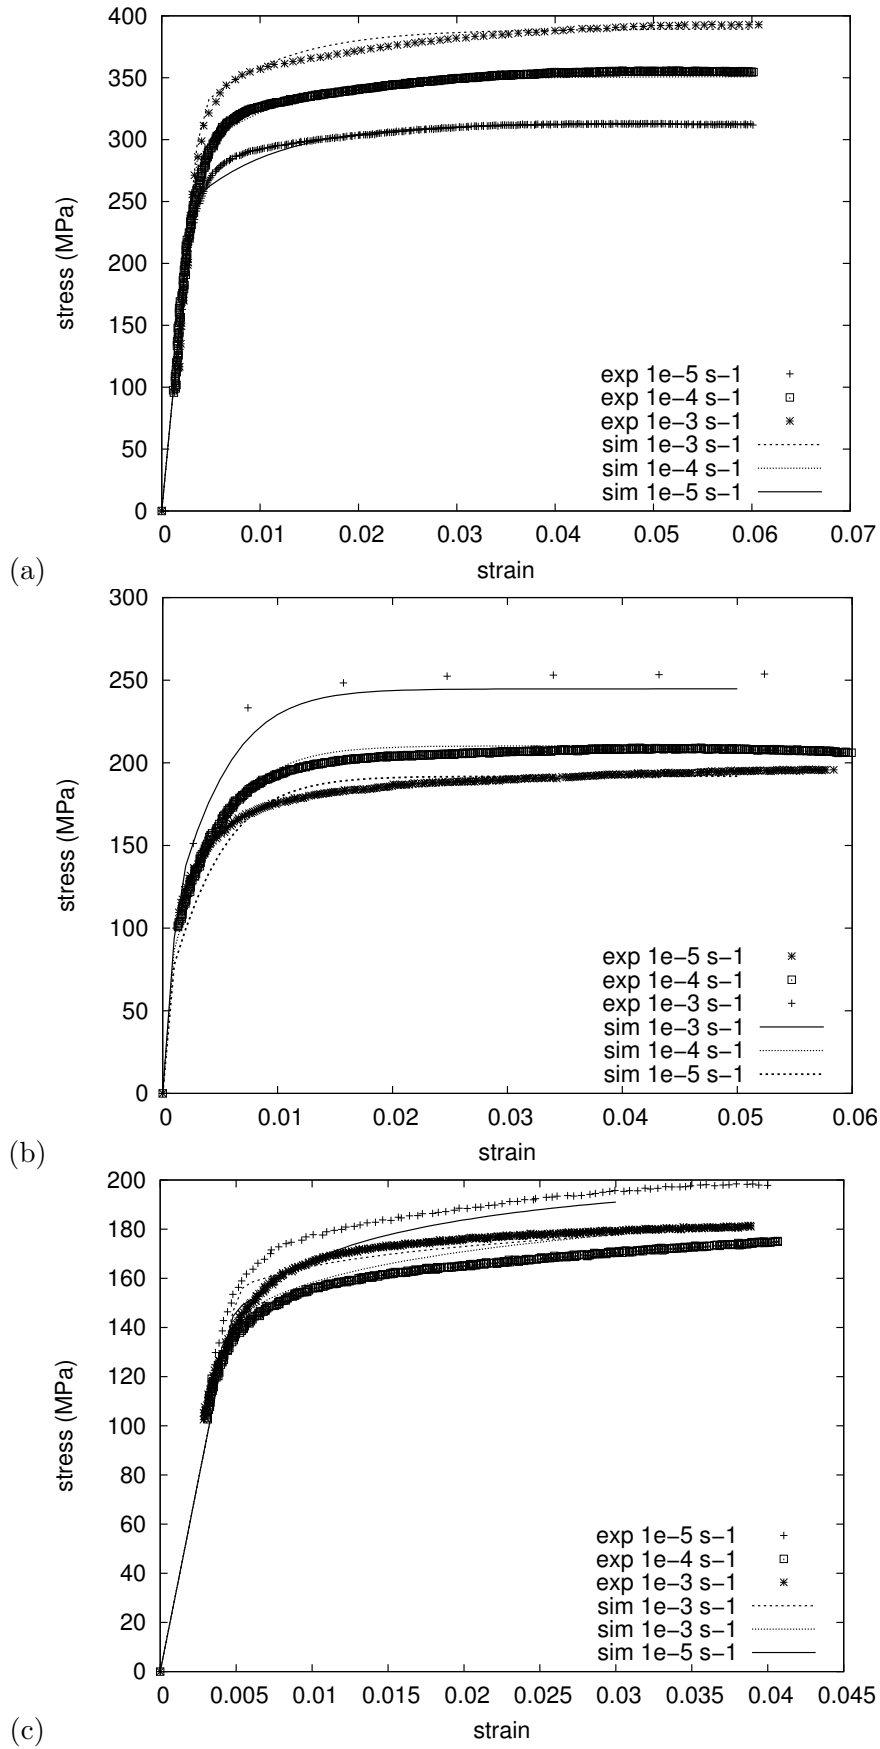 400
350
300
250
200
150
100
50
0
stress (MPa)
exp 1e−5 s−1
exp 1e−4 s−1
exp 1e−3 s−1
sim 1e−3 s−1
sim 1e−4 s−1
sim 1e−5 s−1
0 0.01 0.02 0.03 0.04 0.05 0.06 0.07
strain
(a)
300
250
200
150
100
50
0
stress (MPa)
exp 1e−5 s−1
exp 1e−4 s−1
exp 1e−3 s−1
sim 1e−3 s−1
sim 1e−4 s−1
sim 1e−5 s−1
0 0.01 0.02 0.03 0.04 0.05 0.06
strain
(b)
200
180
160
140
120
100
80
60
40
20
0
stress (MPa)
exp 1e−5 s−1
exp 1e−4 s−1
exp 1e−3 s−1
sim 1e−3 s−1
sim 1e−3 s−1
sim 1e−5 s−1
0 0.005 0.01 0.015 0.02 0.025 0.03 0.035 0.04 0.045
strain
(c)